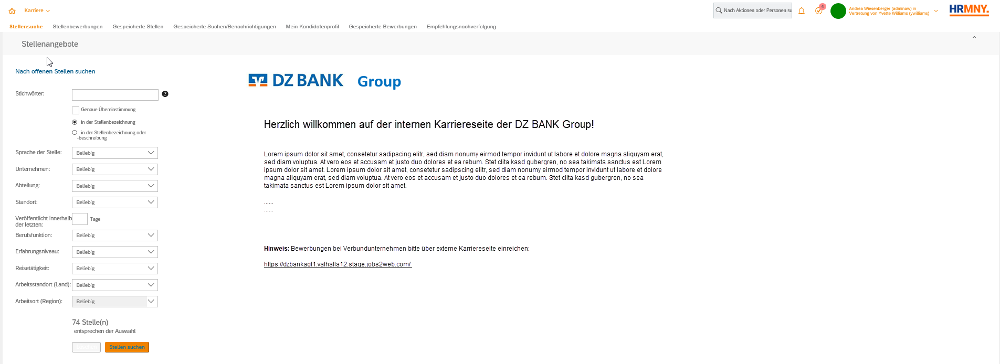 Karriere
Nach Aktionen oder Personen su
4
Andrea Wiesenberger (adminaw) in
Vertretung von Yvette Williams (ywilliams)
HRMNY.
Stellensuche Stellenbewerbungen Gespeicherte Stellen Gespeicherte Suchen/Benachrichtigungen Mein Kandidatenprofil Gespeicherte Bewerbungen Empfehlungsnachverfolgung
Stellenangebote
Nach offenen Stellen suchen
Stichwörter:
?
Genaue Übereinstimmung
in der Stellenbezeichnung
in der Stellenbezeichnung oder
-beschreibung
Sprache der Stelle: Beliebig
Unternehmen: Beliebig
Abteilung: Beliebig
Standort: Beliebig
Veröffentlicht innerhalb
der letzten:
Tage
Berufsfunktion: Beliebig
Erfahrungsniveau: Beliebig
Reisetätigkeit: Beliebig
Arbeitsstandort (Land): Beliebig
Arbeitsort (Region): Beliebig
74 Stelle(n)
entsprechen der Auswahl
Stellen suchen
DZ BANK Group
Herzlich willkommen auf der internen Karriereseite der DZ BANK Group!
Lorem ipsum dolor sit amet, consetetur sadipscing elitr, sed diam nonumy eirmod tempor invidunt ut labore et dolore magna aliquyam erat,
sed diam voluptua. At vero eos et accusam et justo duo dolores et ea rebum. Stet clita kasd gubergren, no sea takimata sanctus est Lorem
ipsum dolor sit amet. Lorem ipsum dolor sit amet, consetetur sadipscing elitr, sed diam nonumy eirmod tempor invidunt ut labore et dolore
magna aliquyam erat, sed diam voluptua. At vero eos et accusam et justo duo dolores et ea rebum. Stet clita kasd gubergren, no sea
takimata sanctus est Lorem ipsum dolor sit amet.
......
......
Hinweis: Bewerbungen bei Verbundunternehmen bitte über externe Karriereseite einreichen:
https://dzbankaqt1.valhalla12.stage.jobs2web.com/